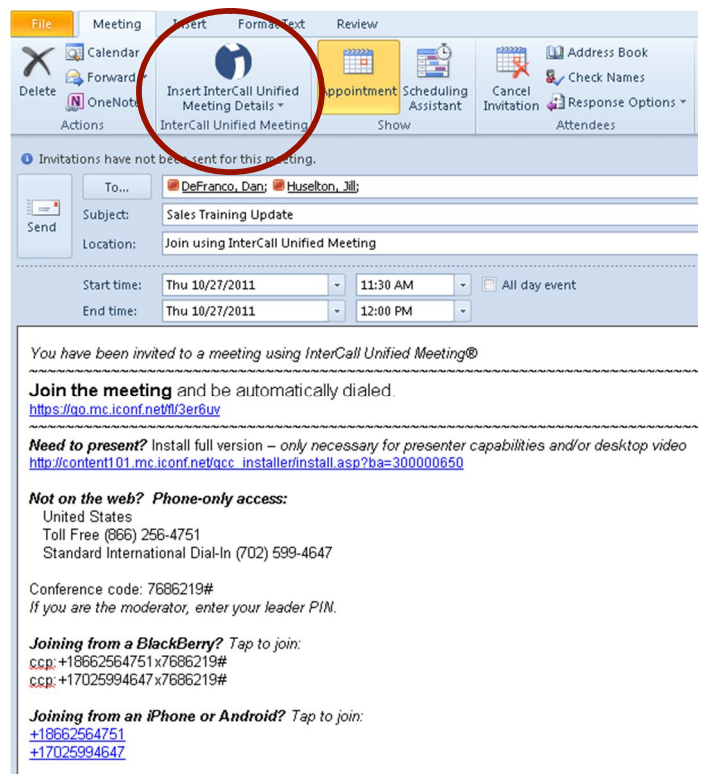 File Meeting Insert Format Text Review
Delete
Calendar
Forward
OneNote
Actions
Insert InterCall Unified
Meeting Details
InterCall Unified Meeting
Appointment
Scheduling
Assistant
Show
Cancel
Invitation
Address Book
Check Names
Response Options
Attendees
Invitations have not been sent for this meeting.
Send
To... DeFranco, Dan; Huselton, Jill;
Subject: Sales Training Update
Location: Join using InterCall Unified Meeting
Start time: Thu 10/27/2011 11:30 AM All day event
End time: Thu 10/27/2011 12:00 PM
You have been invited to a meeting using InterCall Unified Meeting®
Join the meeting and be automatically dialed.
https://go.mc.iconf.net/fl/3er6uv
Need to present? Install full version – only necessary for presenter capabilities and/or desktop video
http://content101.mc.iconf.net/gcc_installer/install.asp?ba=300000650
Not on the web? Phone-only access:
United States
Toll Free (866) 256-4751
Standard International Dial-In (702) 599-4647
Conference code: 7686219#
If you are the moderator, enter your leader PIN.
Joining from a BlackBerry? Tap to join:
ccp:+18662564751x7686219#
ccp:+17025994647x7686219#
Joining from an iPhone or Android? Tap to join:
+18662564751
+17025994647